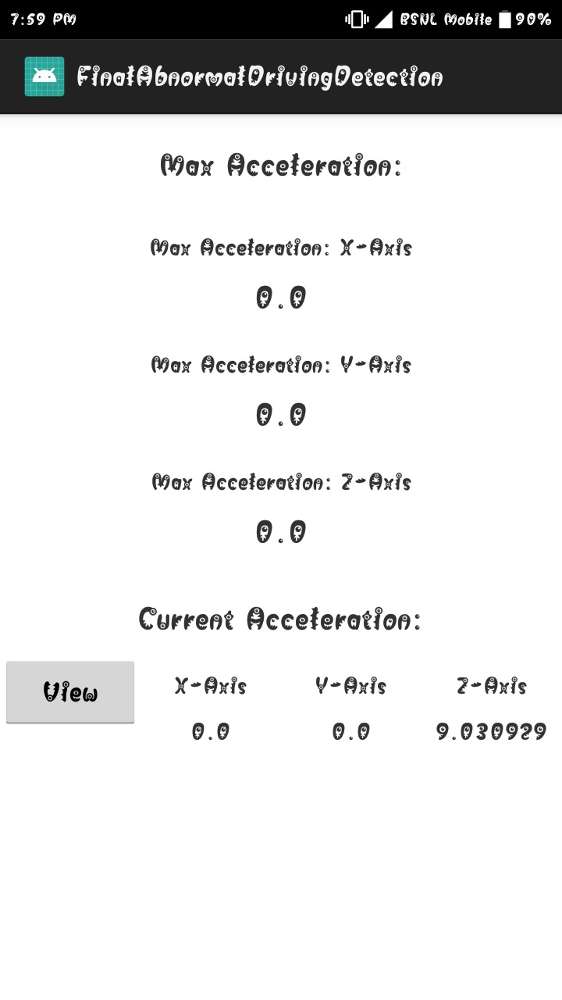 7:59 PM BSNL Mobile 90%
FinalAbnormalDrivingDetection
Max Acceleration:
Max Acceleration: X-Axis
0.0
Max Acceleration: Y-Axis
0.0
Max Acceleration: Z-Axis
0.0
Current Acceleration:
View X-Axis Y-Axis Z-Axis
0.0 0.0 9.030929